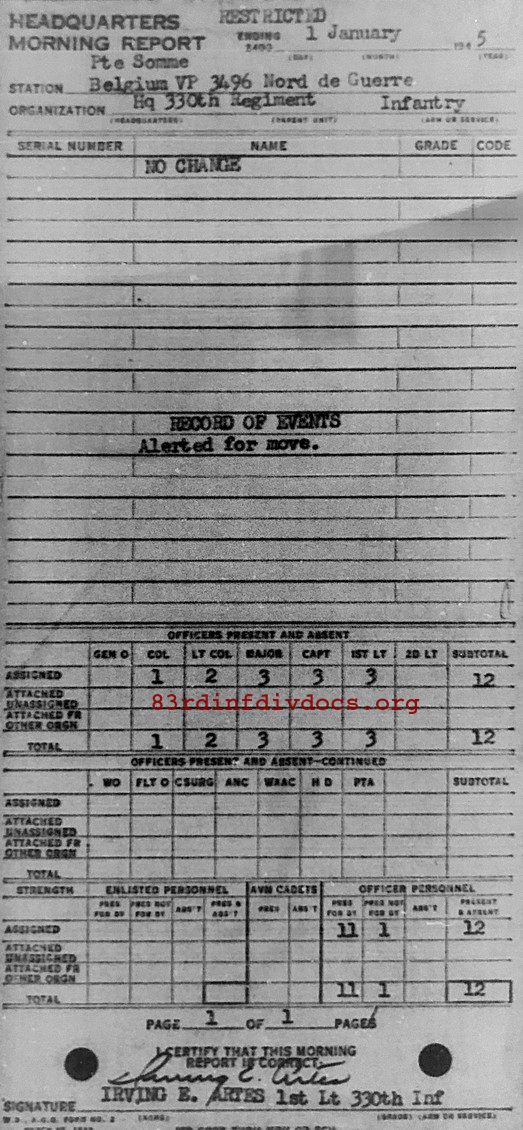 RESTRICTED
HEADQUARTERS
MORNING REPORT
ENDING 2400 1 January 1945
(DAY) (MONTH) (YEAR)
Pte Somme
STATION Belgium VP 3496 Nord de Guerre
ORGANIZATION Hq 330th Regiment Infantry
(HEADQUARTERS) (PARENT UNIT) (ARM OR SERVICE)
SERIAL NUMBER NAME GRADE CODE
NO CHANGE
RECORD OF EVENTS
Alerted for move.
OFFICERS PRESENT AND ABSENT
GEN O COL LT COL MAJOR CAPT 1ST LT 2D LT SUBTOTAL
ASSIGNED 1 2 3 3 3 12
ATTACHED
UNASSIGNED
83rdinfdivdocs.org
ATTACHED FR
OTHER ORGN
TOTAL 1 2 3 3 3 12
OFFICERS PRESENT AND ABSENT—CONTINUED
WO FLT O C SURG ANC WAAC H D PTA SUBTOTAL
ASSIGNED
ATTACHED
UNASSIGNED
ATTACHED FR
OTHER ORGN
TOTAL
STRENGTH ENLISTED PERSONNEL AVN CADETS OFFICER PERSONNEL
PRES FOR DY PRES NOT FOR DY ABS'T PRES & ABS'T PRES ABS'T PRES FOR DY PRES NOT FOR DY ABS'T PRESENT & ABSENT
ASSIGNED 11 1 12
ATTACHED
UNASSIGNED
ATTACHED FR
OTHER ORGN
TOTAL 11 1 12
PAGE 1 OF 1 PAGES
I CERTIFY THAT THIS MORNING
REPORT IS CORRECT:
Irving E. Artes
IRVING E. ARTES 1st Lt 330th Inf
SIGNATURE
W.D., A.G.O. FORM NO. 2 (NAME) (GRADE) (ARM OR SERVICE)